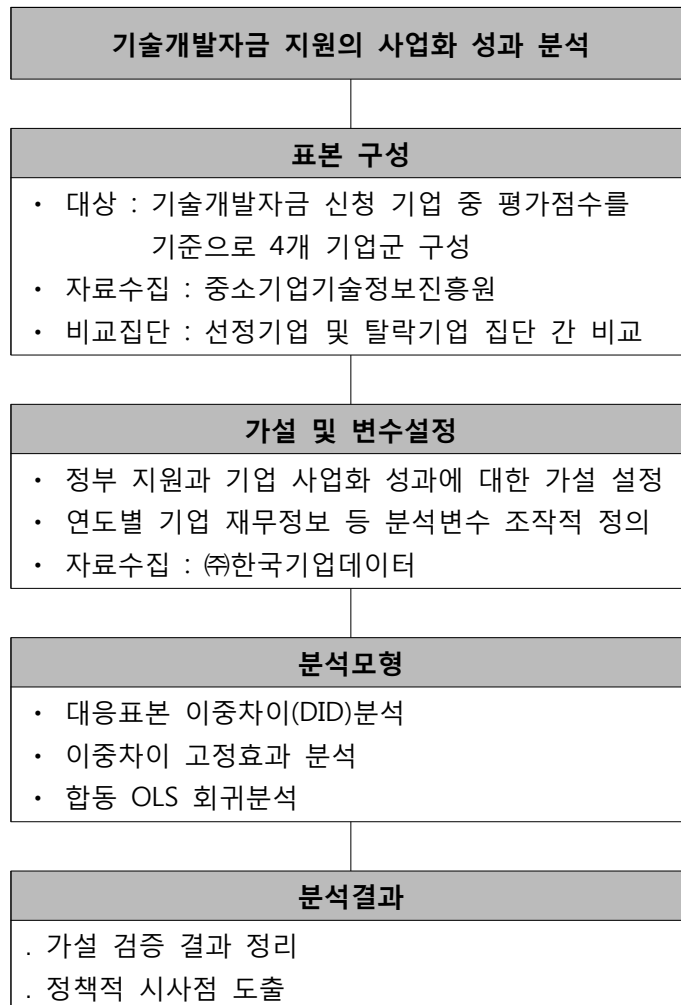 기술개발자금 지원의 사업화 성과 분석
표본 구성
· 대상 : 기술개발자금 신청 기업 중 평가점수를
기준으로 4개 기업군 구성
· 자료수집 : 중소기업기술정보진흥원
· 비교집단 : 선정기업 및 탈락기업 집단 간 비교
가설 및 변수설정
· 정부 지원과 기업 사업화 성과에 대한 가설 설정
· 연도별 기업 재무정보 등 분석변수 조작적 정의
· 자료수집 : ㈜한국기업데이터
분석모형
· 대응표본 이중차이(DID)분석
· 이중차이 고정효과 분석
· 합동 OLS 회귀분석
분석결과
. 가설 검증 결과 정리
. 정책적 시사점 도출